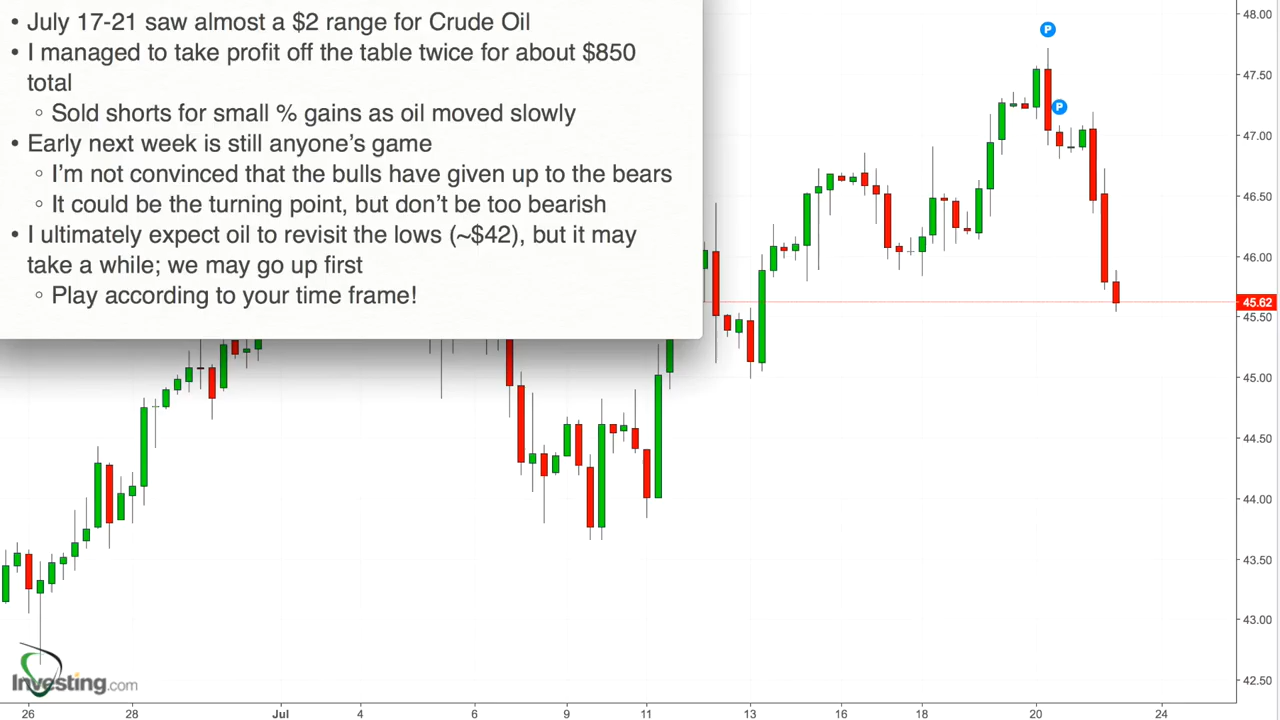 • July 17-21 saw almost a $2 range for Crude Oil
• I managed to take profit off the table twice for about $850
total
◦ Sold shorts for small % gains as oil moved slowly
• Early next week is still anyone’s game
◦ I’m not convinced that the bulls have given up to the bears
◦ It could be the turning point, but don’t be too bearish
• I ultimately expect oil to revisit the lows (~$42), but it may
take a while; we may go up first
◦ Play according to your time frame!
P
P
48.00
47.50
47.00
46.50
46.00
45.62
45.50
45.00
44.50
44.00
43.50
43.00
42.50
Investing.com
26 28 Jul 4 6 9 11 13 16 18 20 24